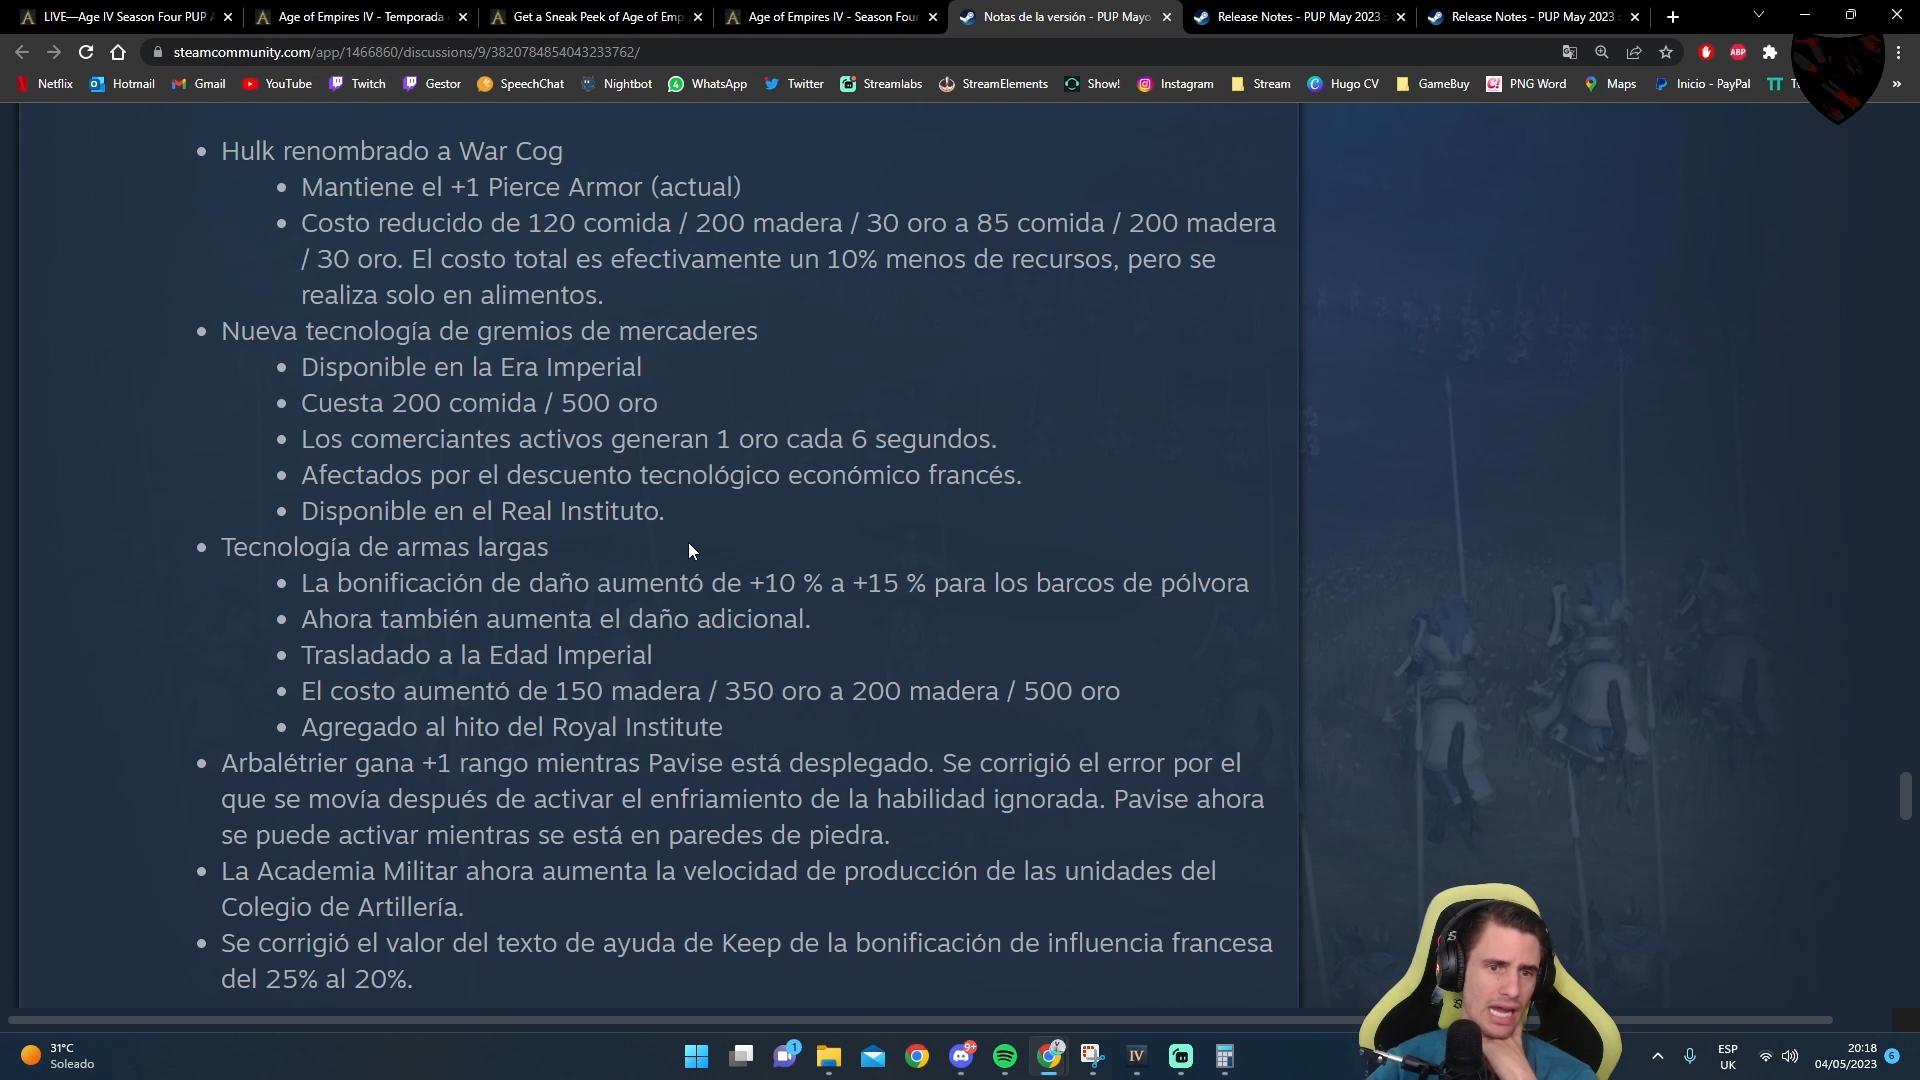 LIVE—Age IV Season Four PUP
Age of Empires IV - Temporada
Get a Sneak Peek of Age of Emp
Age of Empires IV - Season Four
Notas de la versión - PUP Mayo
Release Notes - PUP May 2023
Release Notes - PUP May 2023
steamcommunity.com/app/1466860/discussions/9/3820784854043233762/
ABP
Netflix
Hotmail
Gmail
YouTube
Twitch
Gestor
SpeechChat
Nightbot
WhatsApp
Twitter
Streamlabs
StreamElements
Show!
Instagram
Stream
Hugo CV
GameBuy
PNG Word
Maps
Inicio - PayPal
• Hulk renombrado a War Cog
• Mantiene el +1 Pierce Armor (actual)
• Costo reducido de 120 comida / 200 madera / 30 oro a 85 comida / 200 madera
/ 30 oro. El costo total es efectivamente un 10% menos de recursos, pero se
realiza solo en alimentos.
• Nueva tecnología de gremios de mercaderes
• Disponible en la Era Imperial
• Cuesta 200 comida / 500 oro
• Los comerciantes activos generan 1 oro cada 6 segundos.
• Afectados por el descuento tecnológico económico francés.
• Disponible en el Real Instituto.
• Tecnología de armas largas
• La bonificación de daño aumentó de +10 % a +15 % para los barcos de pólvora
• Ahora también aumenta el daño adicional.
• Trasladado a la Edad Imperial
• El costo aumentó de 150 madera / 350 oro a 200 madera / 500 oro
• Agregado al hito del Royal Institute
• Arbalétrier gana +1 rango mientras Pavise está desplegado. Se corrigió el error por el
que se movía después de activar el enfriamiento de la habilidad ignorada. Pavise ahora
se puede activar mientras se está en paredes de piedra.
• La Academia Militar ahora aumenta la velocidad de producción de las unidades del
Colegio de Artillería.
• Se corrigió el valor del texto de ayuda de Keep de la bonificación de influencia francesa
del 25% al 20%.
31°C
Soleado
1
9+
IV
ESP
UK
20:18
04/05/2023
6